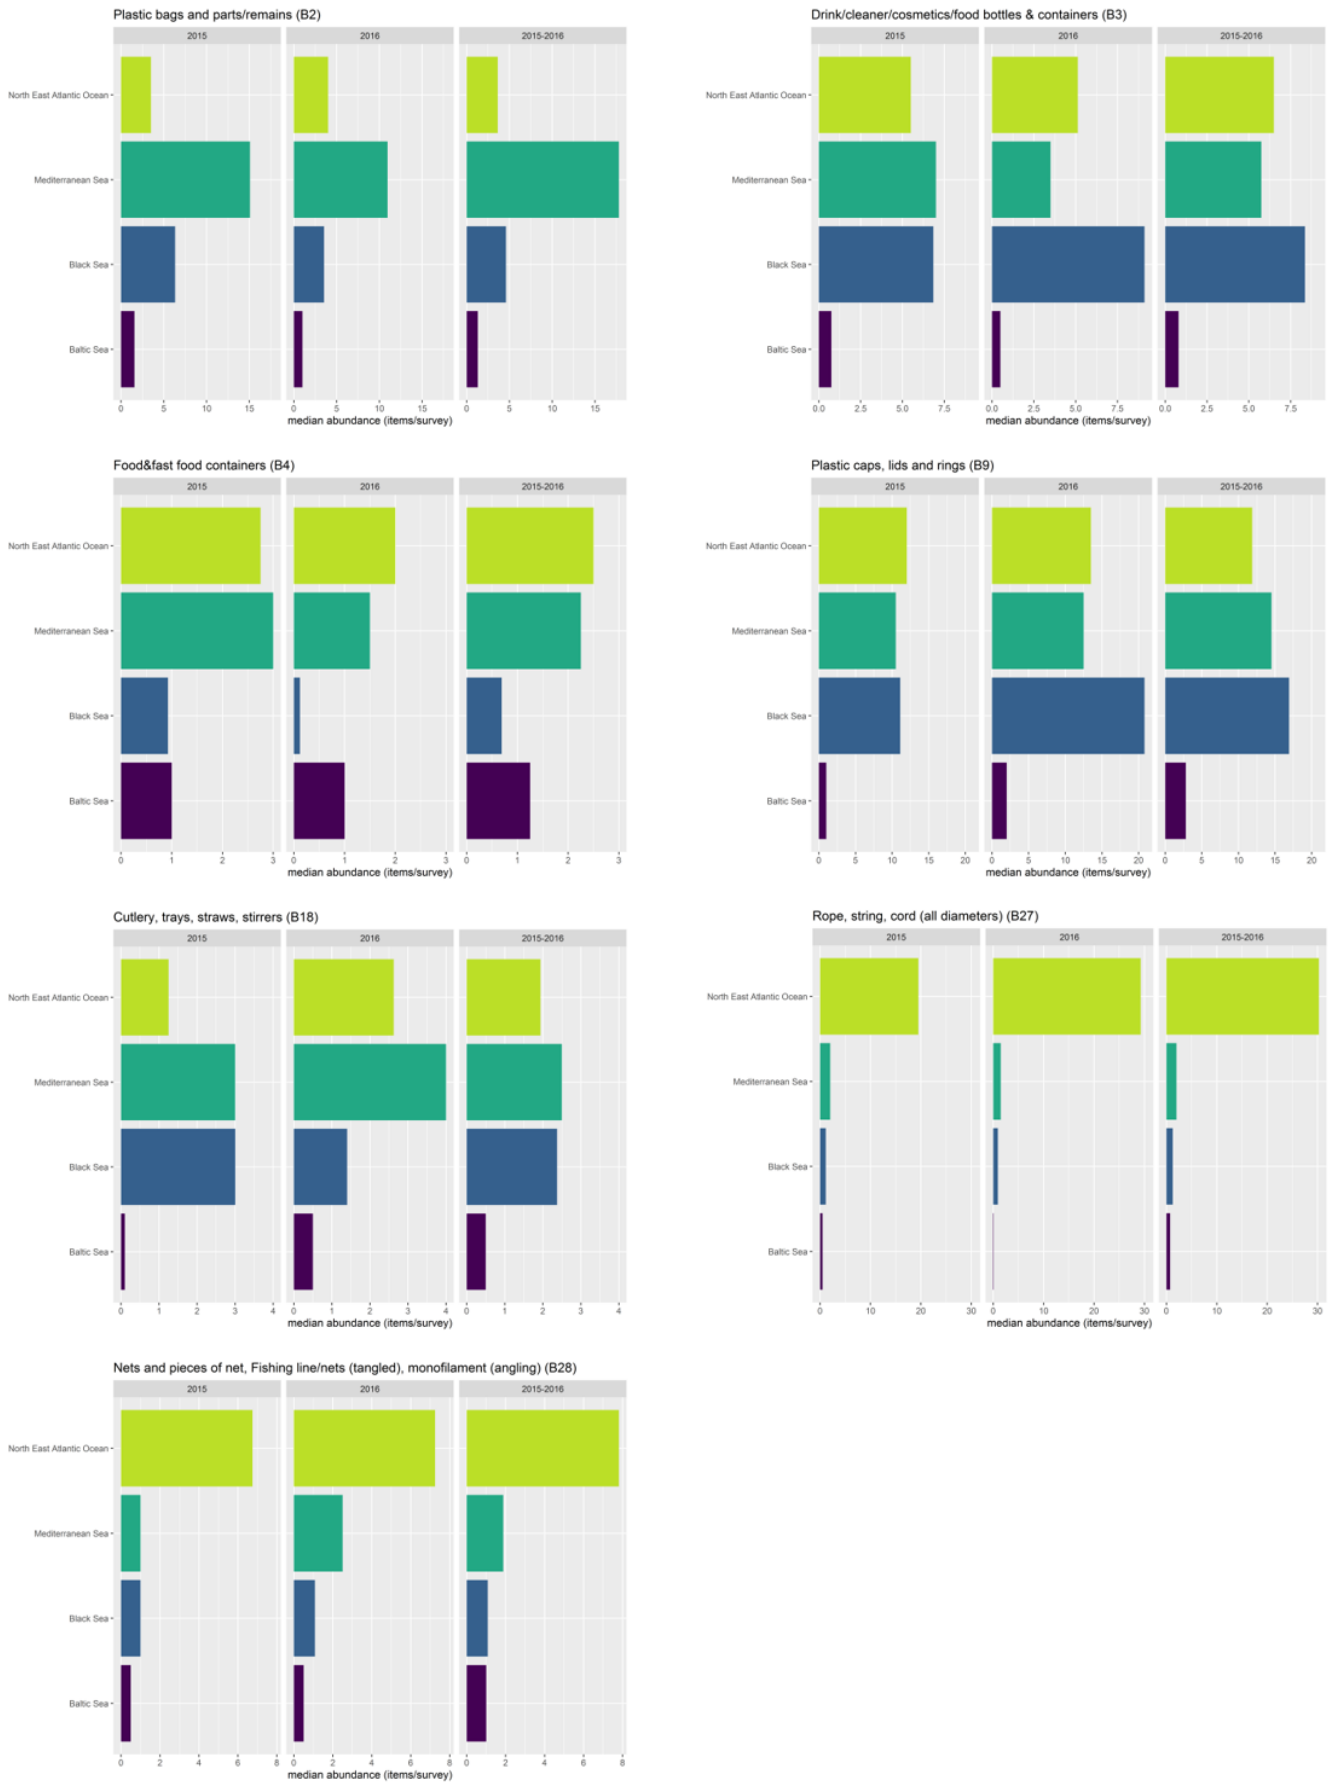 Plastic bags and parts/remains (B2)
2015 2016 2015-2016
North East Atlantic Ocean
Mediterranean Sea
Black Sea
Baltic Sea
0 5 10 15 0 5 10 15 0 5 10 15
median abundance (items/survey)
Drink/cleaner/cosmetics/food bottles & containers (B3)
2015 2016 2015-2016
North East Atlantic Ocean
Mediterranean Sea
Black Sea
Baltic Sea
0.0 2.5 5.0 7.5 0.0 2.5 5.0 7.5 0.0 2.5 5.0 7.5
median abundance (items/survey)
Food&fast food containers (B4)
2015 2016 2015-2016
North East Atlantic Ocean
Mediterranean Sea
Black Sea
Baltic Sea
0 1 2 3 0 1 2 3 0 1 2 3
median abundance (items/survey)
Plastic caps, lids and rings (B9)
2015 2016 2015-2016
North East Atlantic Ocean
Mediterranean Sea
Black Sea
Baltic Sea
0 5 10 15 20 0 5 10 15 20 0 5 10 15 20
median abundance (items/survey)
Cutlery, trays, straws, stirrers (B18)
2015 2016 2015-2016
North East Atlantic Ocean
Mediterranean Sea
Black Sea
Baltic Sea
0 1 2 3 4 0 1 2 3 4 0 1 2 3 4
median abundance (items/survey)
Rope, string, cord (all diameters) (B27)
2015 2016 2015-2016
North East Atlantic Ocean
Mediterranean Sea
Black Sea
Baltic Sea
0 10 20 30 0 10 20 30 0 10 20 30
median abundance (items/survey)
Nets and pieces of net, Fishing line/nets (tangled), monofilament (angling) (B28)
2015 2016 2015-2016
North East Atlantic Ocean
Mediterranean Sea
Black Sea
Baltic Sea
0 2 4 6 8 0 2 4 6 8 0 2 4 6 8
median abundance (items/survey)